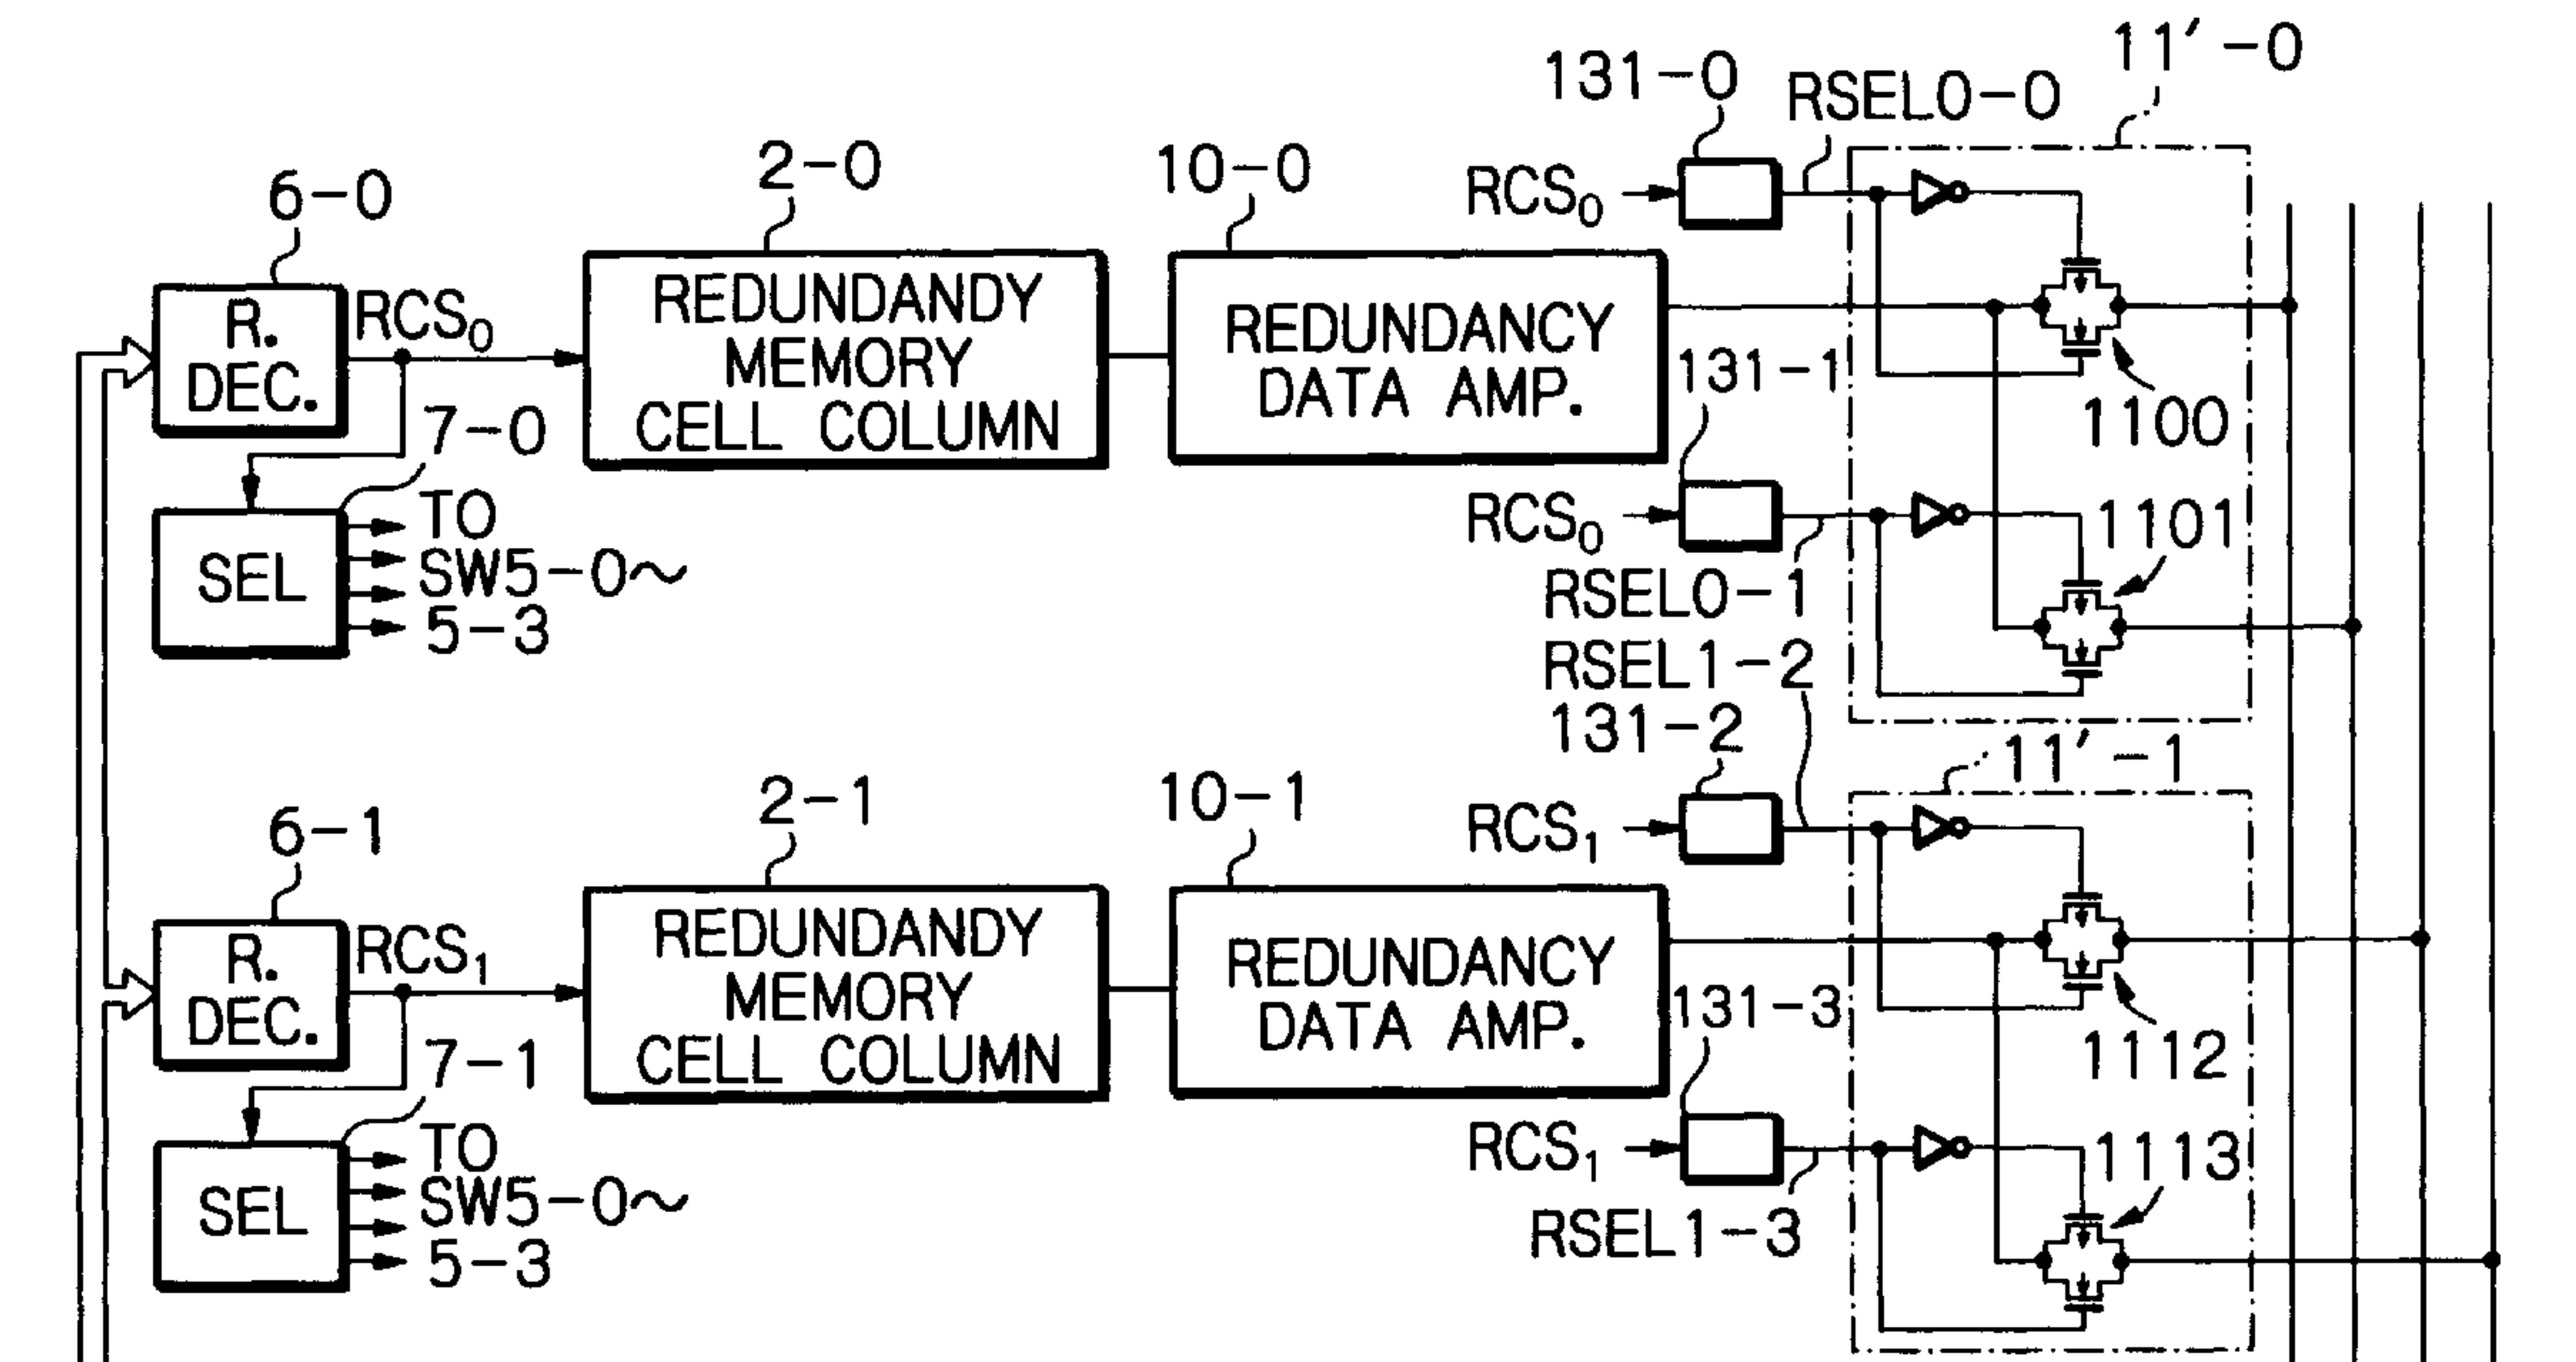 11′-0
131-0
RSEL0-0
2-0
10-0
6-0
RCS₀
R.
DEC.
RCS₀
REDUNDANDY
MEMORY
CELL COLUMN
REDUNDANCY
DATA AMP.
131-1
1100
7-0
SEL
TO
SW5-0~
5-3
RCS₀
RSEL0-1
1101
RSEL1-2
131-2
11′-1
2-1
10-1
6-1
RCS₁
R.
DEC.
RCS₁
REDUNDANDY
MEMORY
CELL COLUMN
REDUNDANCY
DATA AMP.
131-3
1112
7-1
SEL
TO
SW5-0~
5-3
RCS₁
RSEL1-3
1113